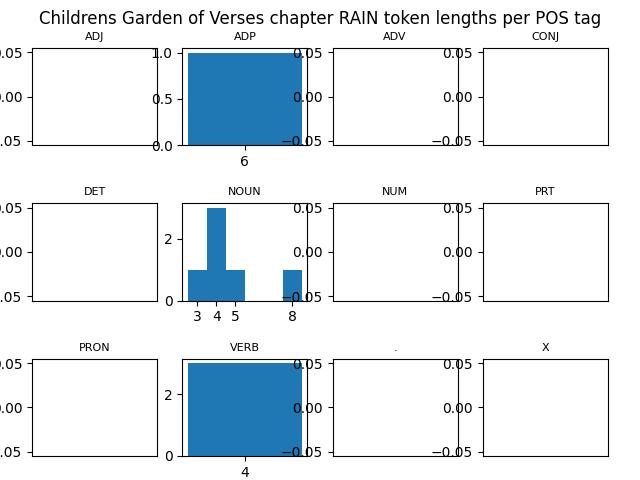 Childrens Garden of Verses chapter RAIN token lengths per POS tag
ADJ ADP ADV CONJ
.05 1.0 0.05 0.05
0.00 0.5 0.00 0.00
.05 0.0 −0.05 −0.05
6
DET NOUN NUM PRT
0.05 2 0.05 0.05
0.00 0.00 0.00
.05 0 −0.05 −0.05
3 4 5 8
PRON VERB . X
0.05 2 0.05 0.05
0.00 0.00 0.00
.05 0 −0.05 −0.05
4